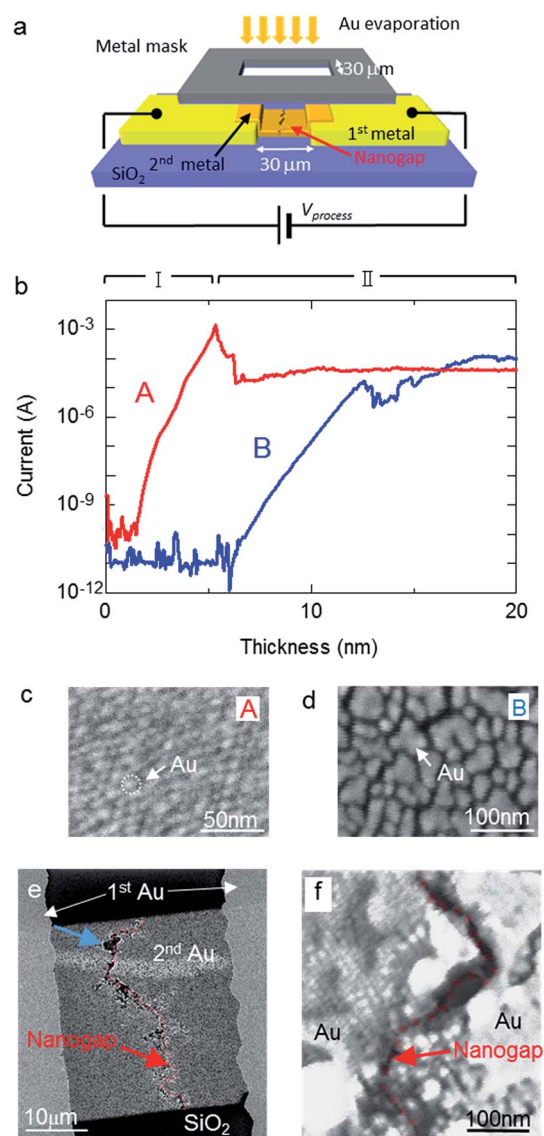 a
Au evaporation
Metal mask
30 μm
1st metal
2nd metal
Nanogap
SiO2
30 μm
Vprocess
b
I
II
10-3
10-6
10-9
10-12
Current (A)
A
B
0
10
20
Thickness (nm)
c
A
Au
50nm
d
B
Au
100nm
e
1st Au
2nd Au
Nanogap
10μm
SiO2
f
Au
Au
Nanogap
100nm